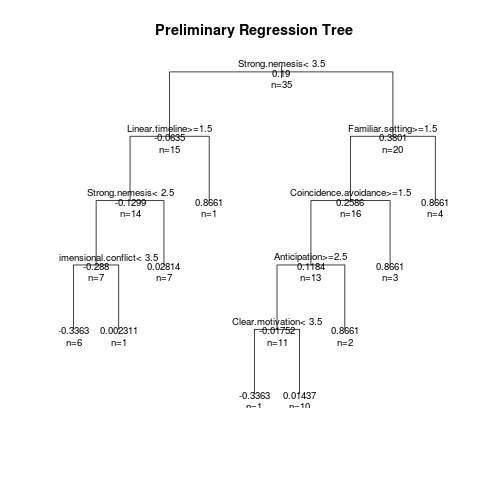 Preliminary Regression Tree
Strong.nemesis< 3.5
0.19
n=35
Linear.timeline>=1.5
-0.0635
n=15
Familiar.setting>=1.5
0.3801
n=20
Strong.nemesis< 2.5
-0.1299
n=14
0.8661
n=1
Coincidence.avoidance>=1.5
0.2586
n=16
0.8661
n=4
imensional.conflict< 3.5
-0.288
n=7
0.02814
n=7
Anticipation>=2.5
0.1184
n=13
0.8661
n=3
-0.3363
n=6
0.002311
n=1
Clear.motivation< 3.5
-0.01752
n=11
0.8661
n=2
-0.3363
n=1
0.01437
n=10